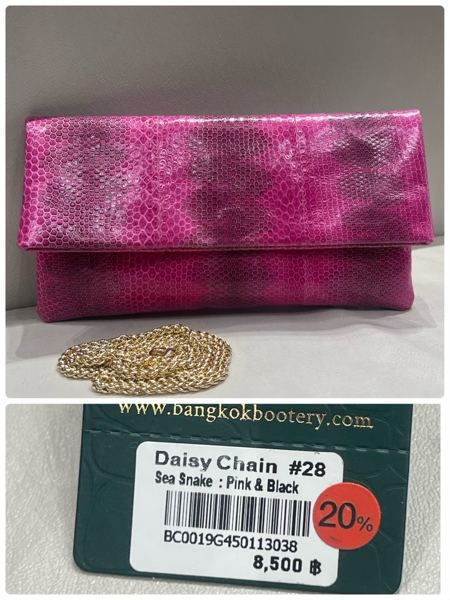 www.bangkokbootery.com
Daisy Chain #28
Sea Snake : Pink & Black
20%
BC0019G450113038
8,500 ฿